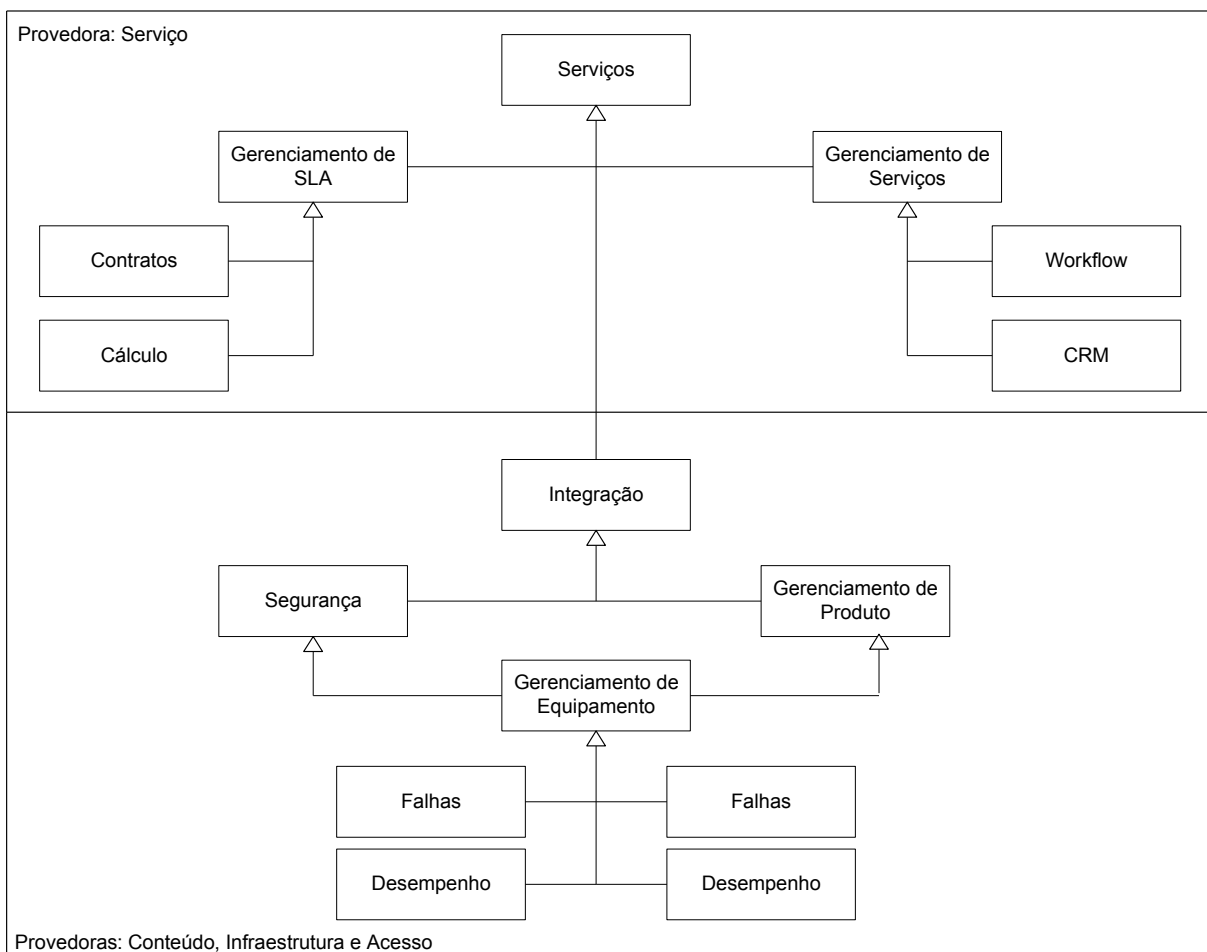 Provedora: Serviço
Serviços
Gerenciamento de
SLA
Gerenciamento de
Serviços
Contratos
Workflow
Cálculo
CRM
Integração
Segurança
Gerenciamento de
Produto
Gerenciamento de
Equipamento
Falhas
Falhas
Desempenho
Desempenho
Provedoras: Conteúdo, Infraestrutura e Acesso